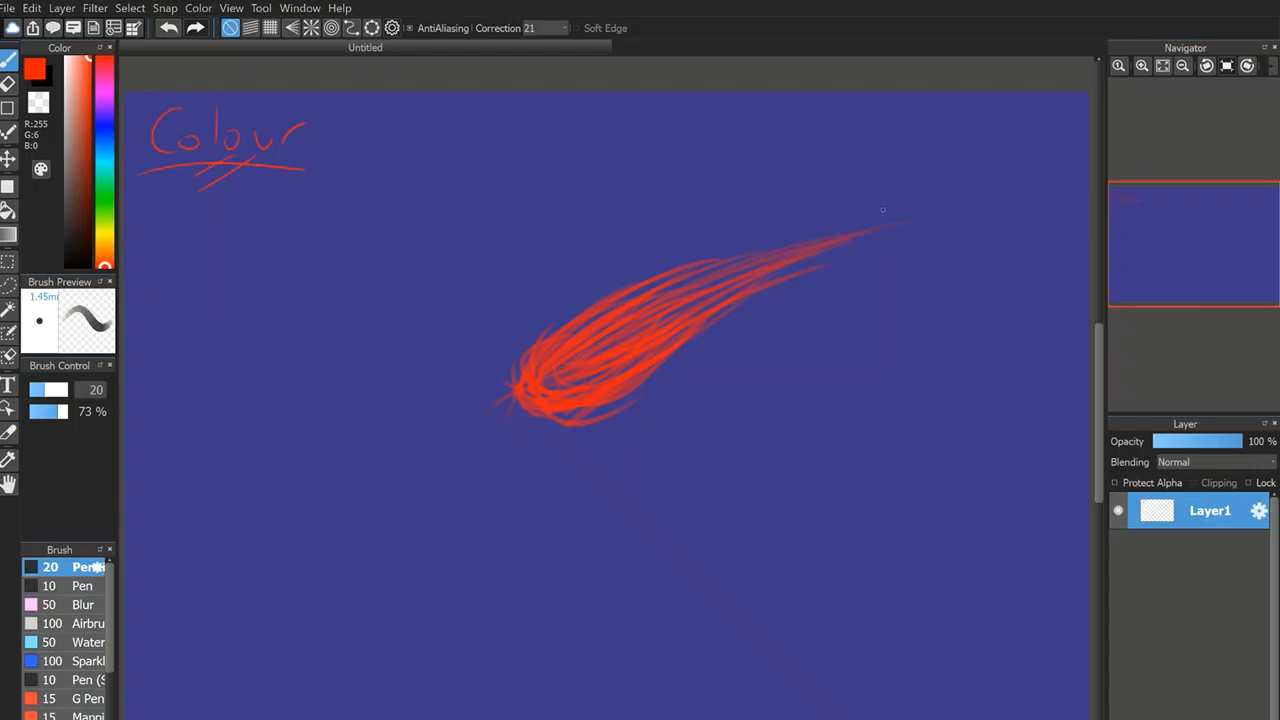 File Edit Layer Filter Select Snap Color View Tool Window Help
AntiAliasing Correction 21 Soft Edge
Color
Untitled
Navigator
R:255
G:6
B:0
Colour
Brush Preview
Brush Control
20
73 %
Layer
Opacity 100 %
Blending Normal
Protect Alpha Clipping Lock
Layer1
Brush
20
10 Pen
50 Blur
100 Airbru
50 Water
100 Sparkl
10 Pen (S
15 G Pen
15 Mappi